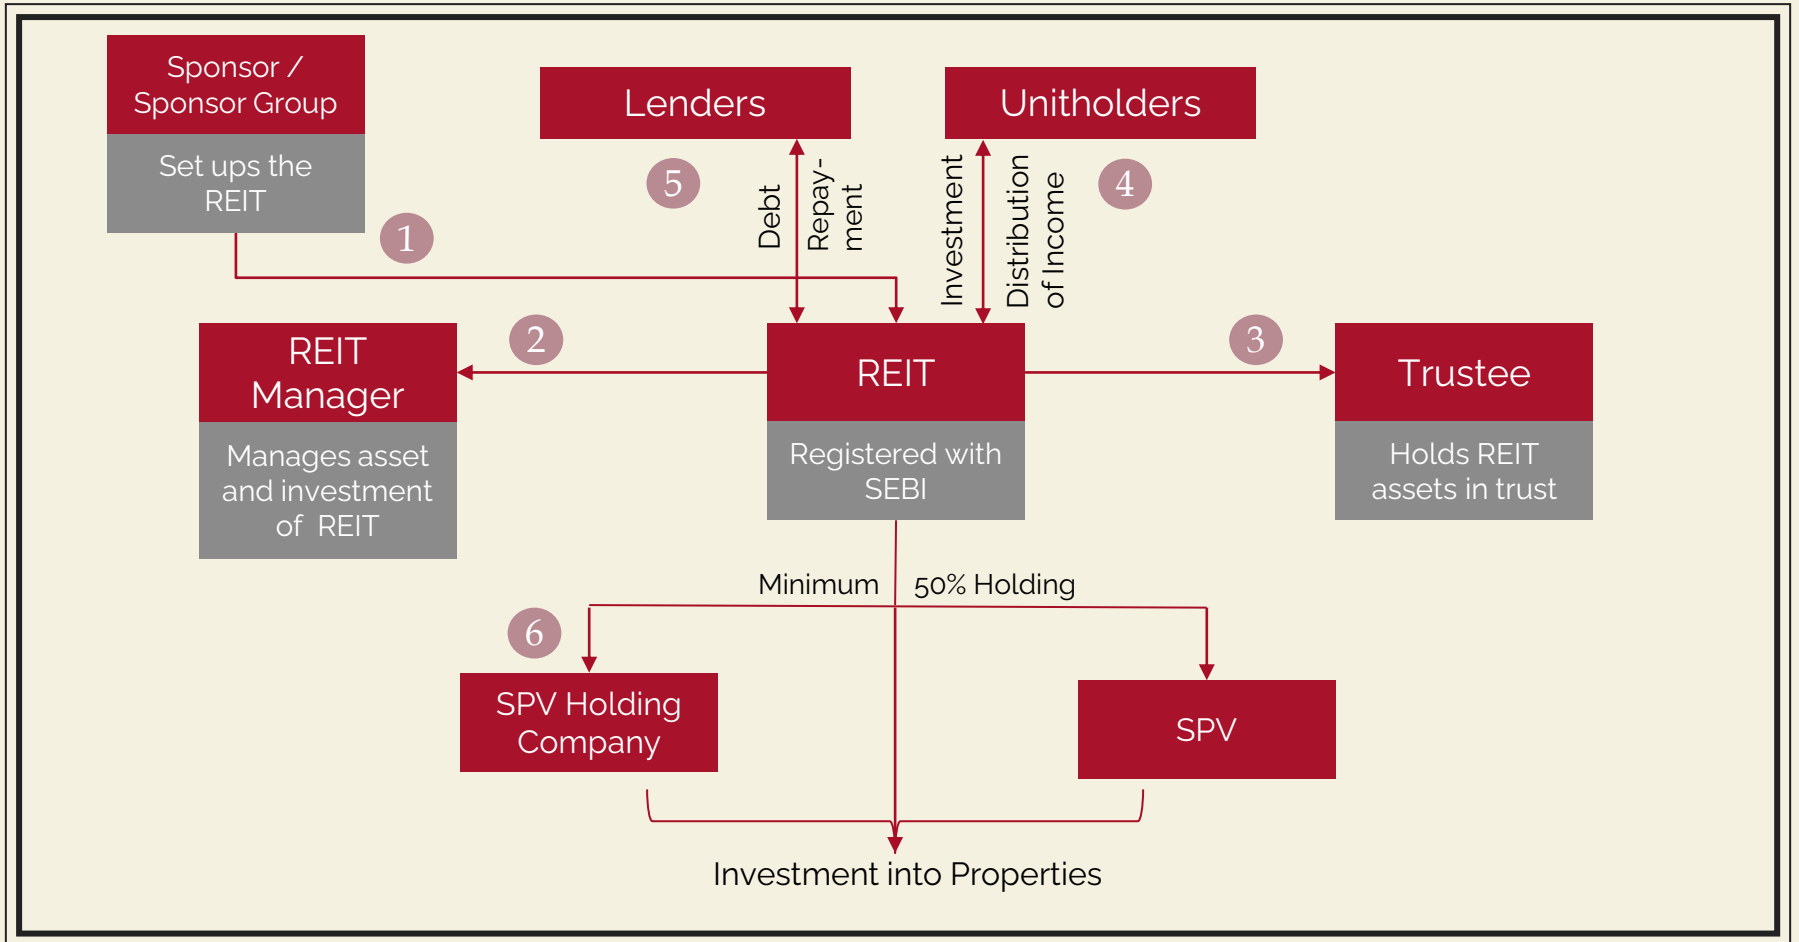 Sponsor /
Sponsor Group
Set ups the
REIT
Lenders
Unitholders
1
5
Debt
Repay-
ment
Investment
Distribution
of Income
4
REIT
Manager
Manages asset
and investment
of REIT
2
REIT
Registered with
SEBI
3
Trustee
Holds REIT
assets in trust
Minimum 50% Holding
6
SPV Holding
Company
SPV
Investment into Properties